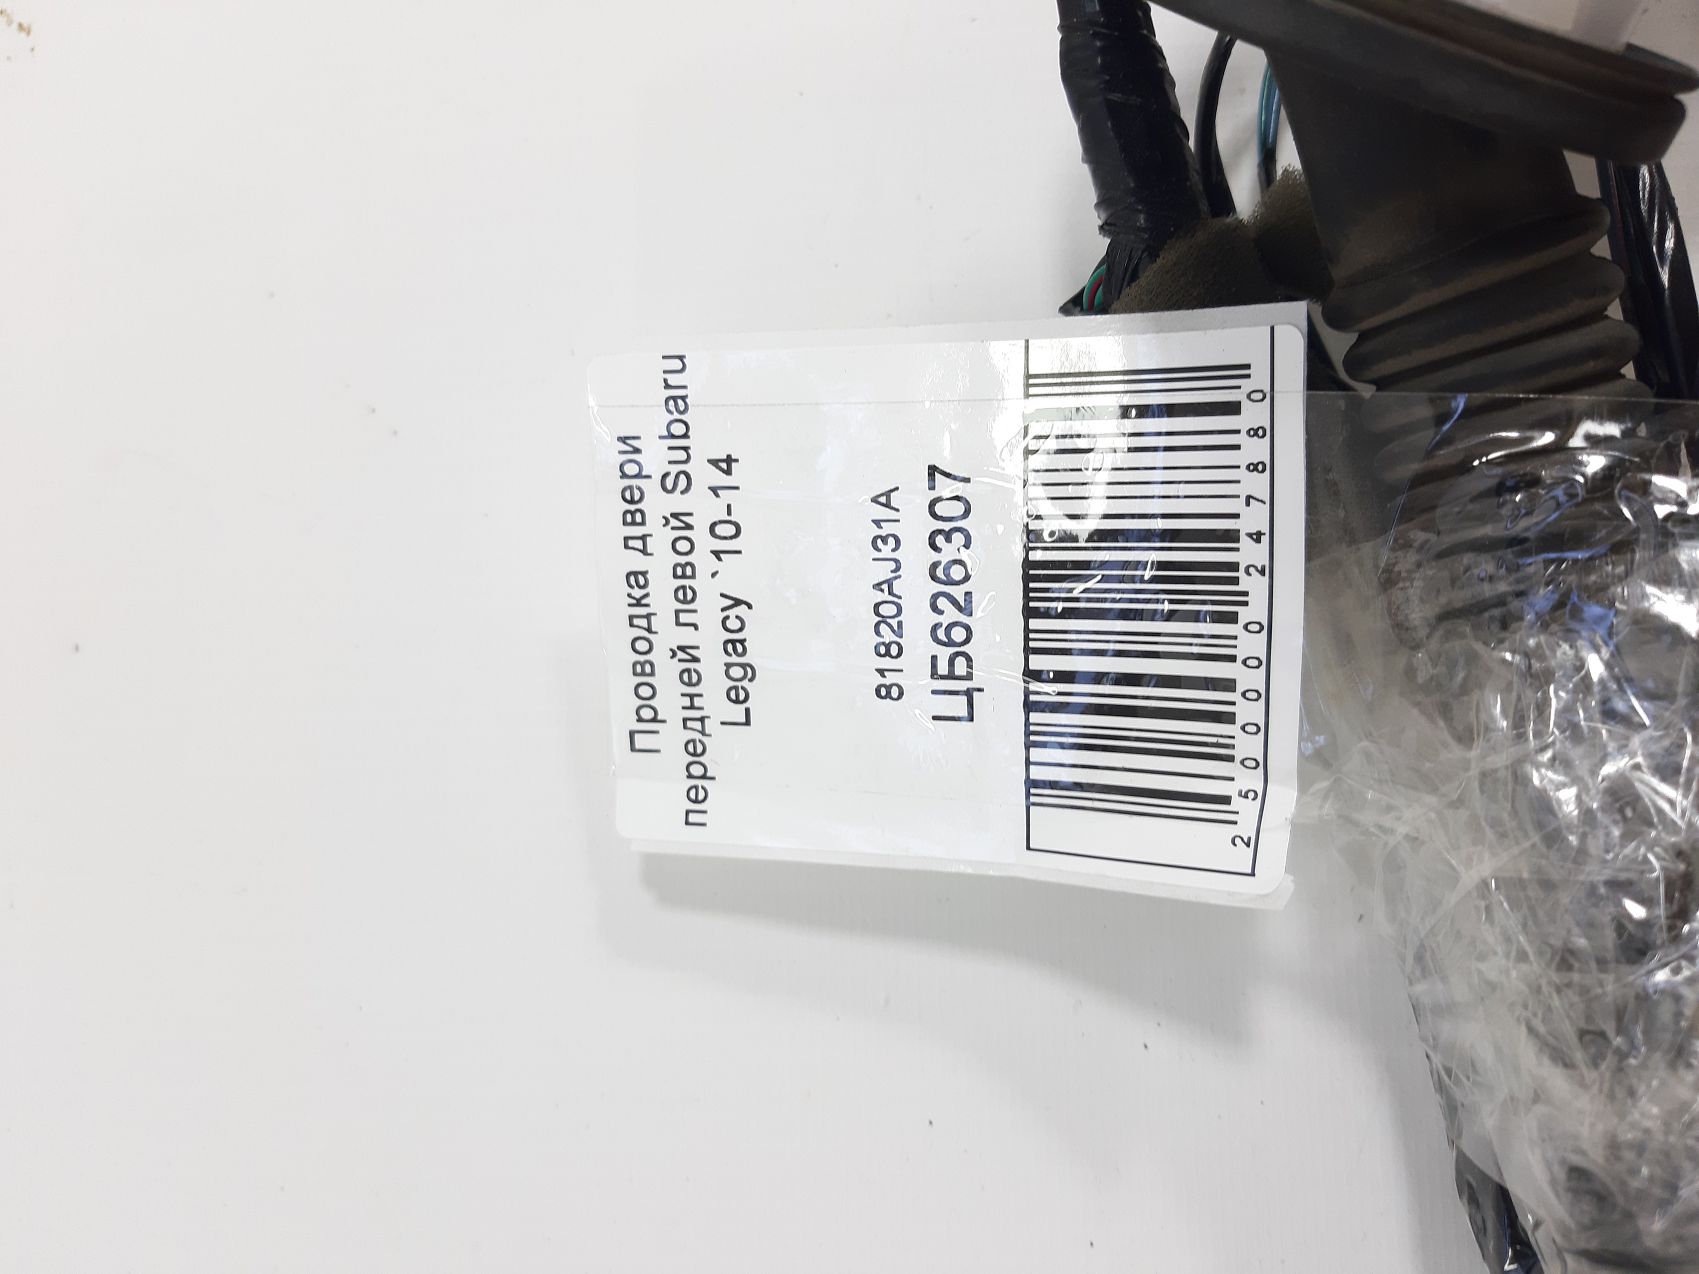 Проводка двери
передней левой Subaru
Legacy `10-14
81820AJ31A
ЦБ626307
2500000247880